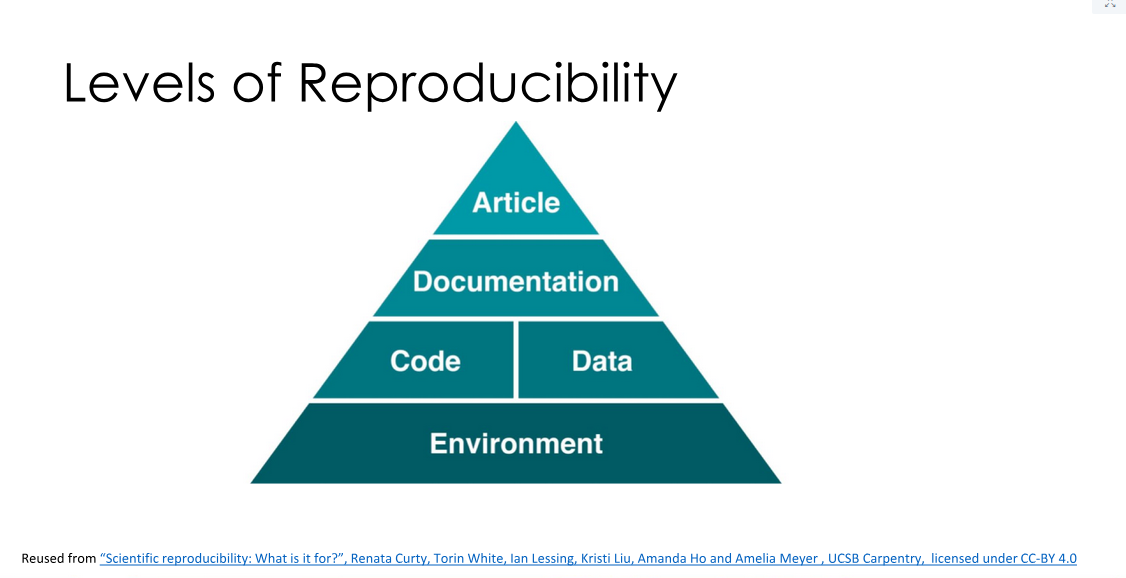 Levels of Reproducibility
Article
Documentation
Code Data
Environment
Reused from “Scientific reproducibility: What is it for?”, Renata Curty, Torin White, Ian Lessing, Kristi Liu, Amanda Ho and Amelia Meyer , UCSB Carpentry, licensed under CC-BY 4.0